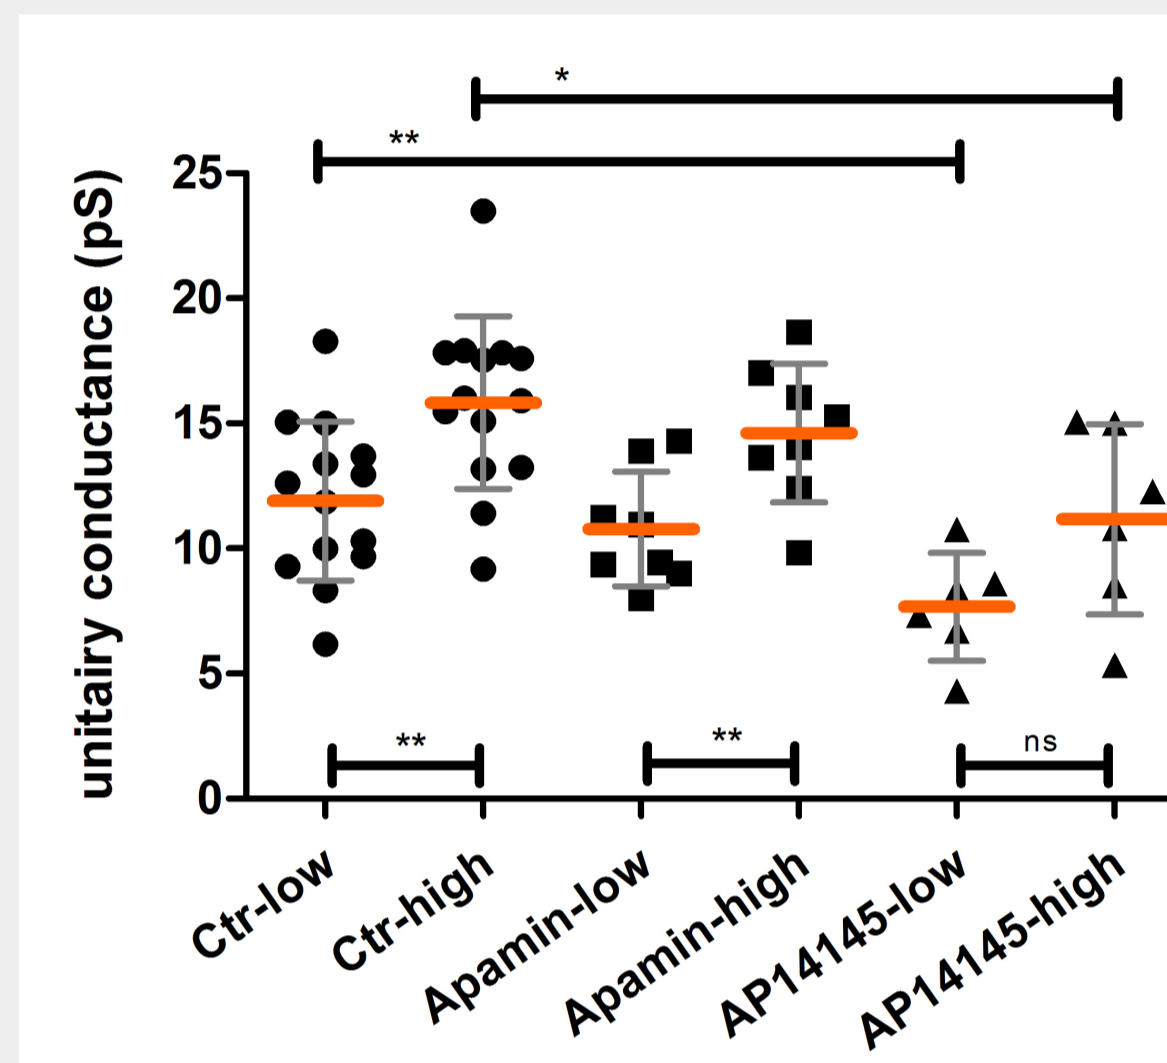 *
**
unitairy conductance (pS)
25
20
15
10
5
0
**
**
ns
Ctr-low
Ctr-high
Apamin-low
Apamin-high
AP14145-low
AP14145-high